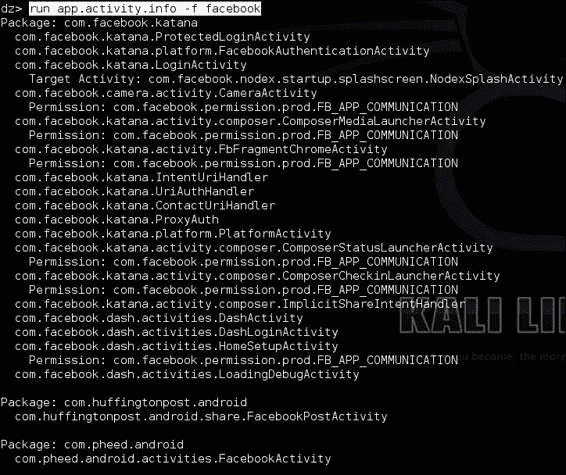 dz> run app.activity.info -f facebook
Package: com.facebook.katana
com.facebook.katana.ProtectedLoginActivity
com.facebook.katana.platform.FacebookAuthenticationActivity
com.facebook.katana.LoginActivity
Target Activity: com.facebook.nodex.startup.splashscreen.NodexSplashActivity
com.facebook.camera.activity.CameraActivity
Permission: com.facebook.permission.prod.FB_APP_COMMUNICATION
com.facebook.katana.activity.composer.ComposerMediaLauncherActivity
Permission: com.facebook.permission.prod.FB_APP_COMMUNICATION
com.facebook.katana.activity.FbFragmentChromeActivity
Permission: com.facebook.permission.prod.FB_APP_COMMUNICATION
com.facebook.katana.IntentUriHandler
com.facebook.katana.UriAuthHandler
com.facebook.katana.ContactUriHandler
com.facebook.katana.ProxyAuth
com.facebook.katana.platform.PlatformActivity
com.facebook.katana.activity.composer.ComposerStatusLauncherActivity
Permission: com.facebook.permission.prod.FB_APP_COMMUNICATION
com.facebook.katana.activity.composer.ComposerCheckinLauncherActivity
Permission: com.facebook.permission.prod.FB_APP_COMMUNICATION
com.facebook.katana.activity.composer.ImplicitShareIntentHandler
com.facebook.dash.activities.DashActivity
com.facebook.dash.activities.DashLoginActivity
com.facebook.dash.activities.HomeSetupActivity
Permission: com.facebook.permission.prod.FB_APP_COMMUNICATION
com.facebook.dash.activities.LoadingDebugActivity
KALI LI
become, the more
Package: com.huffingtonpost.android
com.huffingtonpost.android.share.FacebookPostActivity
Package: com.pheed.android
com.pheed.android.activities.FacebookActivity